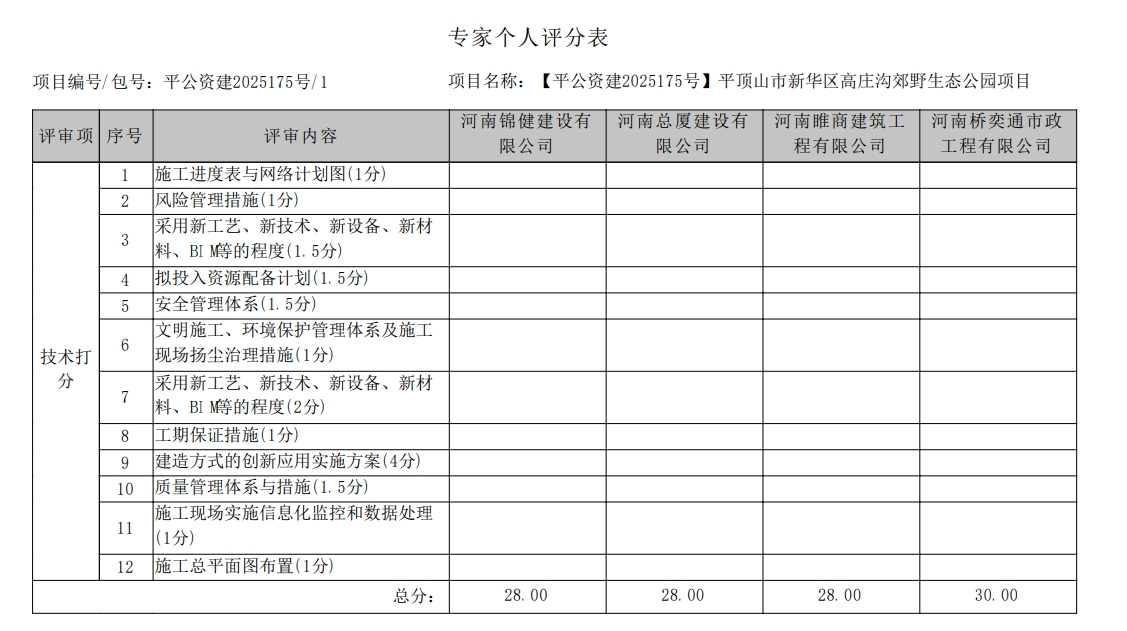 专家个人评分表
项目编号/包号：平公资建2025175号/1
项目名称：【平公资建2025175号】平顶山市新华区高庄沟郊野生态公园项目
评审项
序号
评审内容
河南锦健建设有
限公司
河南总厦建设有
限公司
河南睢商建筑工
程有限公司
河南桥奕通市政
工程有限公司
技术打
分
1
施工进度表与网络计划图(1分)
2
风险管理措施(1分)
3
采用新工艺、新技术、新设备、新材
料、BIM等的程度(1.5分)
4
拟投入资源配备计划(1.5分)
5
安全管理体系(1.5分)
6
文明施工、环境保护管理体系及施工
现场扬尘治理措施(1分)
7
采用新工艺、新技术、新设备、新材
料、BIM等的程度(2分)
8
工期保证措施(1分)
9
建造方式的创新应用实施方案(4分)
10
质量管理体系与措施(1.5分)
11
施工现场实施信息化监控和数据处理
(1分)
12
施工总平面图布置(1分)
总分：
28.00
28.00
28.00
30.00